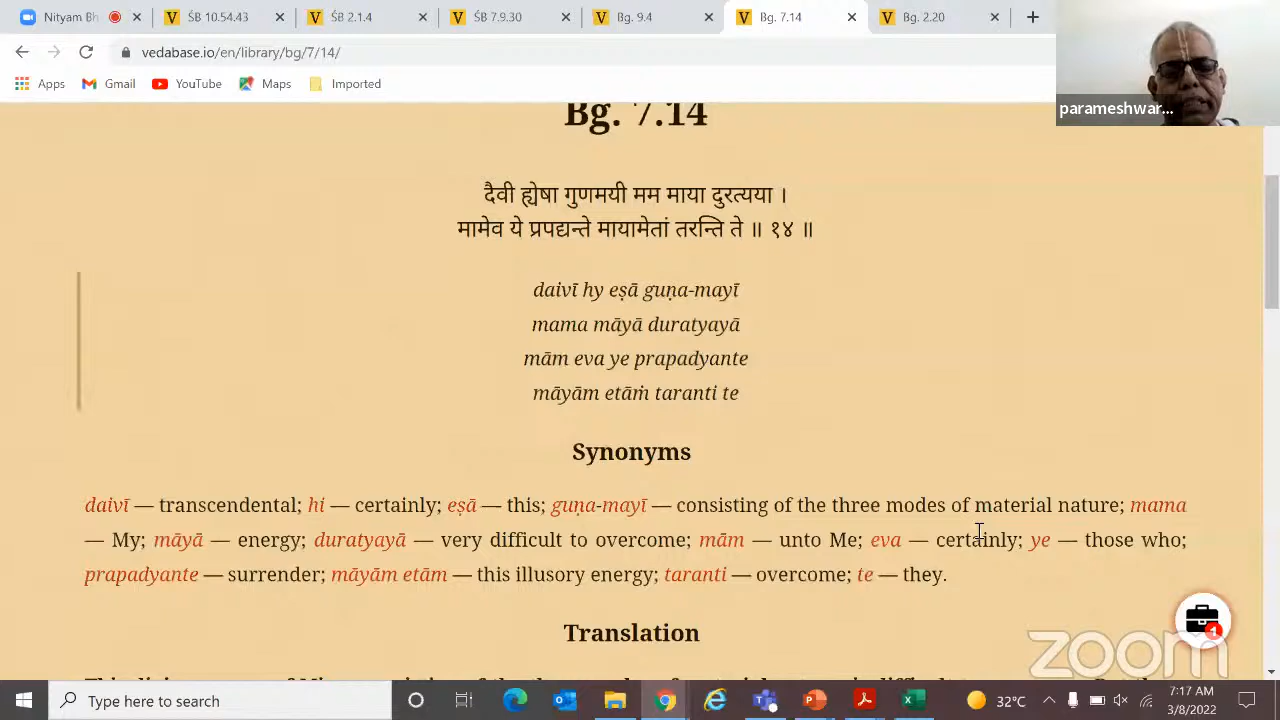 Nityam Bh
ŚB 10.54.43
ŚB 2.1.4
ŚB 7.9.30
Bg. 9.4
Bg. 7.14
Bg. 2.20
vedabase.io/en/library/bg/7/14/
Apps
Gmail
YouTube
Maps
Imported
parameshwar...
Bg. 7.14
दैवी ह्येषा गुणमयी मम माया दुरत्यया ।
मामेव ये प्रपद्यन्ते मायामेतां तरन्ति ते ॥ १४ ॥
daivī hy eṣā guṇa-mayī
mama māyā duratyayā
mām eva ye prapadyante
māyām etāṁ taranti te
Synonyms
daivī — transcendental; hi — certainly; eṣā — this; guṇa-mayī — consisting of the three modes of material nature; mama
— My; māyā — energy; duratyayā — very difficult to overcome; mām — unto Me; eva — certainly; ye — those who;
prapadyante — surrender; māyām etām — this illusory energy; taranti — overcome; te — they.
1
Translation
zoom
Type here to search
32°C
7:17 AM
3/8/2022